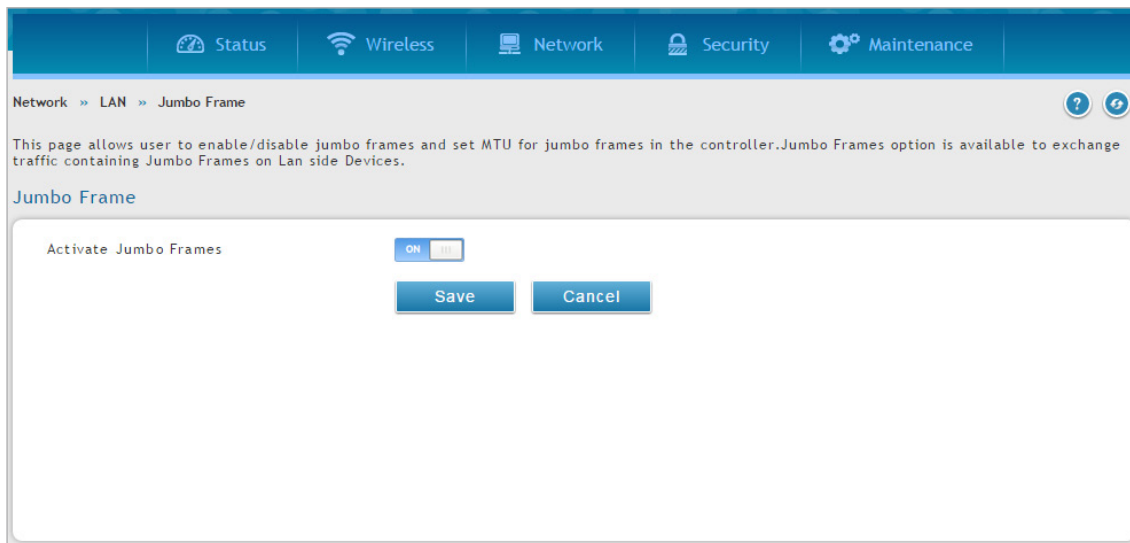 Status Wireless Network Security Maintenance
Network » LAN » Jumbo Frame
?
This page allows user to enable/disable jumbo frames and set MTU for jumbo frames in the controller.Jumbo Frames option is available to exchange
traffic containing Jumbo Frames on Lan side Devices.
Jumbo Frame
Activate Jumbo Frames ON
Save Cancel